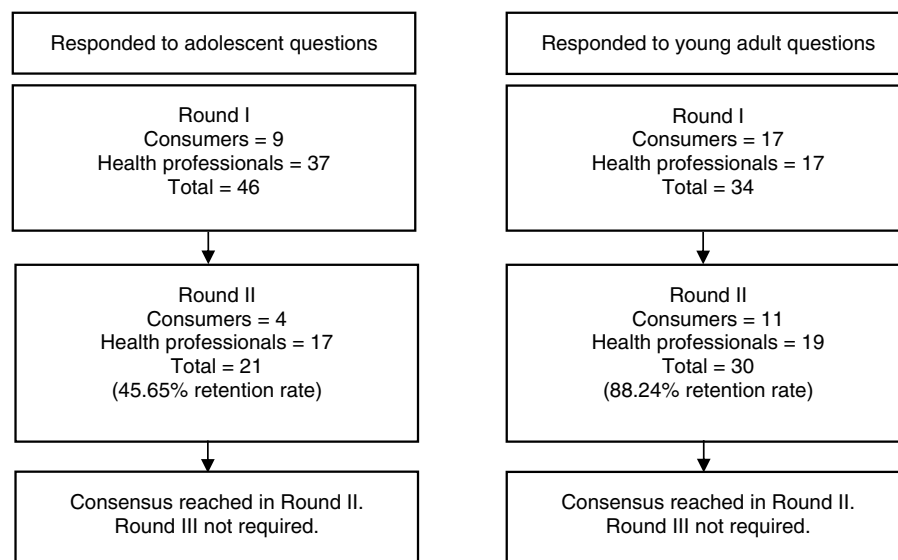 Responded to adolescent questions
Round I
Consumers = 9
Health professionals = 37
Total = 46
Round II
Consumers = 4
Health professionals = 17
Total = 21
(45.65% retention rate)
Consensus reached in Round II.
Round III not required.
Responded to young adult questions
Round I
Consumers = 17
Health professionals = 17
Total = 34
Round II
Consumers = 11
Health professionals = 19
Total = 30
(88.24% retention rate)
Consensus reached in Round II.
Round III not required.